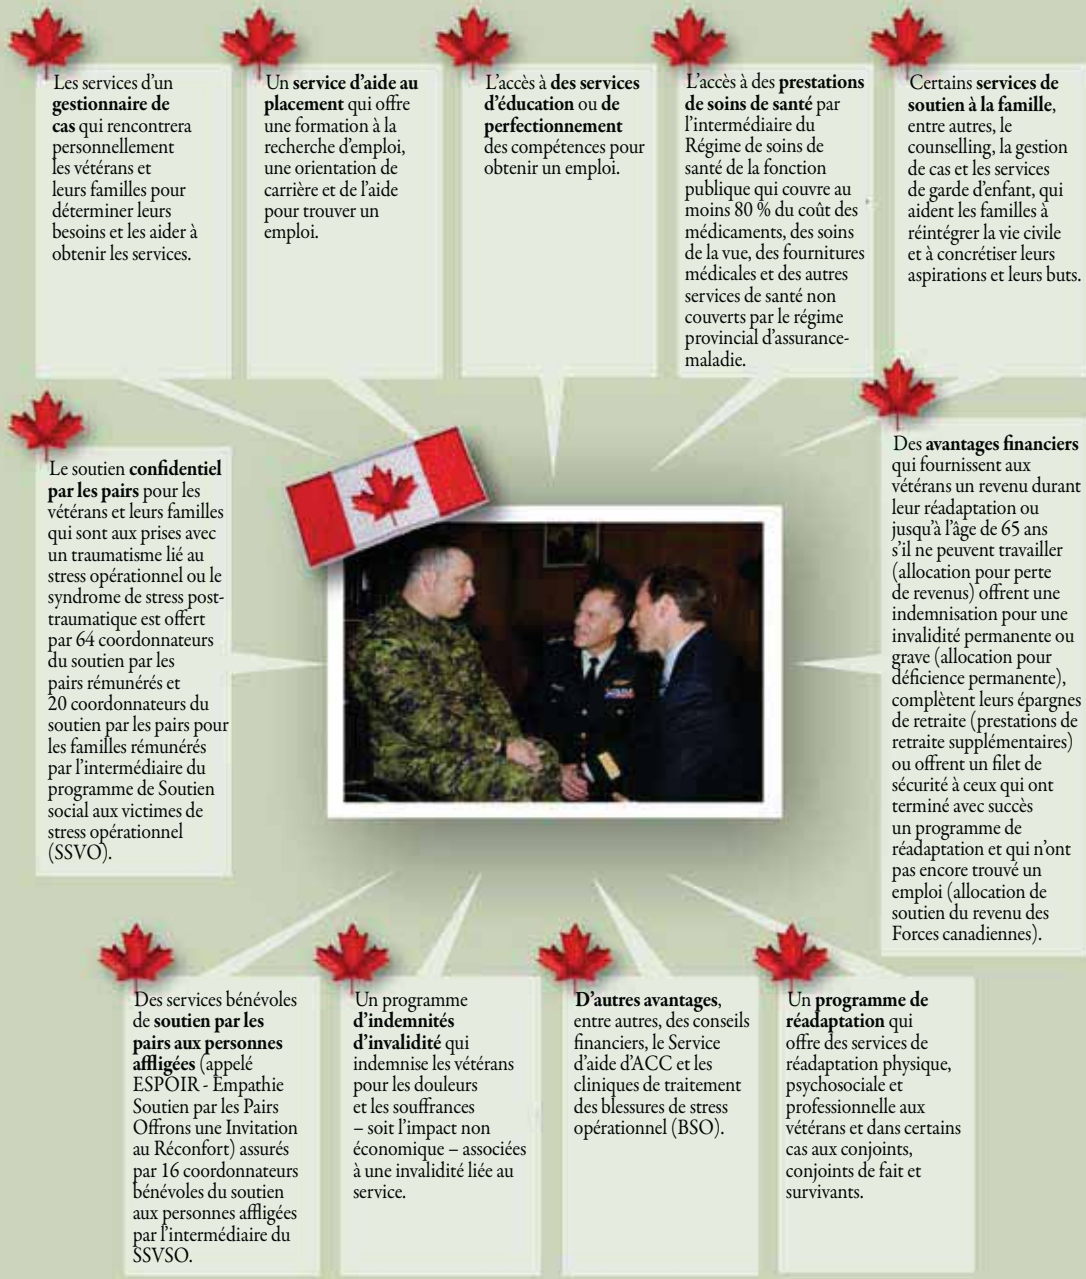 Les services d'un
gestionnaire de
cas qui rencontrera
personnellement
les vétérans et
leurs familles pour
déterminer leurs
besoins et les aider à
obtenir les services.
Un service d'aide au
placement qui offre
une formation à la
recherche d'emploi,
une orientation de
carrière et de l'aide
pour trouver un
emploi.
L'accès à des services
d'éducation ou de
perfectionnement
des compétences pour
obtenir un emploi.
L'accès à des prestations
de soins de santé par
l'intermédiaire du
Régime de soins de
santé de la fonction
publique qui couvre au
moins 80 % du coût des
médicaments, des soins
de la vue, des fournitures
médicales et des autres
services de santé non
couverts par le régime
provincial d'assurance-
maladie.
Certains services de
soutien à la famille,
entre autres, le
counselling, la gestion
de cas et les services
de garde d'enfant, qui
aident les familles à
réintégrer la vie civile
et à concrétiser leurs
aspirations et leurs buts.
Le soutien confidentiel
par les pairs pour les
vétérans et leurs familles
qui sont aux prises avec
un traumatisme lié au
stress opérationnel ou le
syndrome de stress post-
traumatique est offert
par 64 coordonnateurs
du soutien par les
pairs rémunérés et
20 coordonnateurs du
soutien par les pairs pour
les familles rémunérés
par l'intermédiaire du
programme de Soutien
social aux victimes de
stress opérationnel
(SSVO).
Des avantages financiers
qui fournissent aux
vétérans un revenu durant
leur réadaptation ou
jusqu'à l'âge de 65 ans
s'il ne peuvent travailler
(allocation pour perte
de revenus) offrent une
indemnisation pour une
invalidité permanente ou
grave (allocation pour
déficience permanente),
complètent leurs épargnes
de retraite (prestations de
retraite supplémentaires)
ou offrent un filet de
sécurité à ceux qui ont
terminé avec succès
un programme de
réadaptation et qui n'ont
pas encore trouvé un
emploi (allocation de
soutien du revenu des
Forces canadiennes).
Des services bénévoles
de soutien par les
pairs aux personnes
affligées (appelé
ESPOIR - Empathie
Soutien par les Pairs
Offrons une Invitation
au Réconfort) assurés
par 16 coordonnateurs
bénévoles du soutien
aux personnes affligées
par l'intermédiaire du
SSVSO.
Un programme
d'indemnités
d'invalidité qui
indemnise les vétérans
pour les douleurs
et les souffrances
– soit l'impact non
économique – associées
à une invalidité liée au
service.
D'autres avantages,
entre autres, des conseils
financiers, le Service
d'aide d'ACC et les
cliniques de traitement
des blessures de stress
opérationnel (BSO).
Un programme de
réadaptation qui
offre des services de
réadaptation physique,
psychosociale et
professionnelle aux
vétérans et dans certains
cas aux conjoints,
conjoints de fait et
survivants.